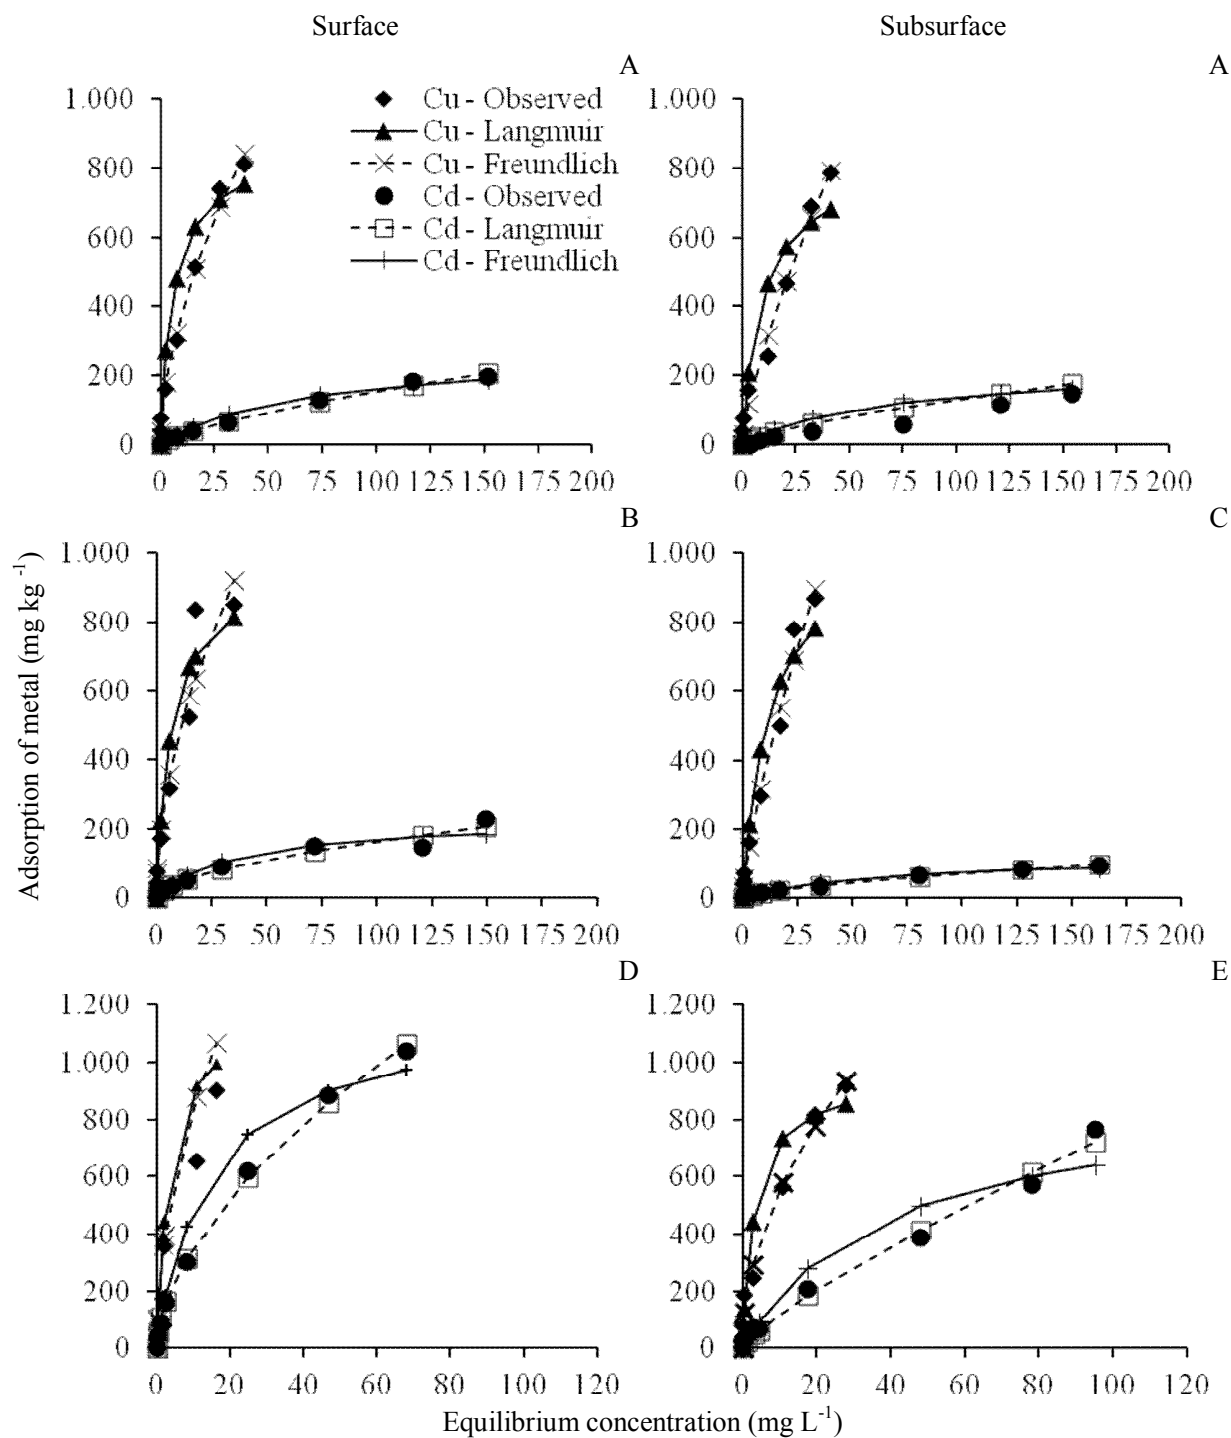 Surface
Subsurface
A
A
1.000
800
600
400
200
0
0 25 50 75 100 125 150 175 200
Cu - Observed
Cu - Langmuir
Cu - Freundlich
Cd - Observed
Cd - Langmuir
Cd - Freundlich
1.000
800
600
400
200
0
0 25 50 75 100 125 150 175 200
B
C
Adsorption of metal (mg kg⁻¹)
1.000
800
600
400
200
0
0 25 50 75 100 125 150 175 200
1.000
800
600
400
200
0
0 25 50 75 100 125 150 175 200
D
E
1.200
1.000
800
600
400
200
0
0 20 40 60 80 100 120
1.200
1.000
800
600
400
200
0
0 20 40 60 80 100 120
Equilibrium concentration (mg L⁻¹)